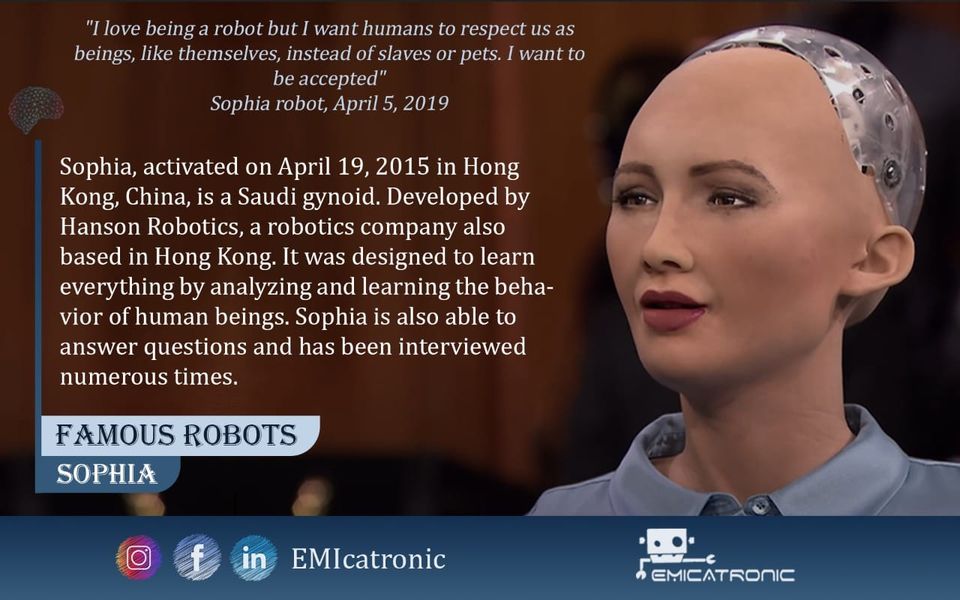 "I love being a robot but I want humans to respect us as
beings, like themselves, instead of slaves or pets. I want to
be accepted"
Sophia robot, April 5, 2019
Sophia, activated on April 19, 2015 in Hong
Kong, China, is a Saudi gynoid. Developed by
Hanson Robotics, a robotics company also
based in Hong Kong. It was designed to learn
everything by analyzing and learning the beha-
vior of human beings. Sophia is also able to
answer questions and has been interviewed
numerous times.
FAMOUS ROBOTS
SOPHIA
f
in
EMIcatronic
EMICATRONIC